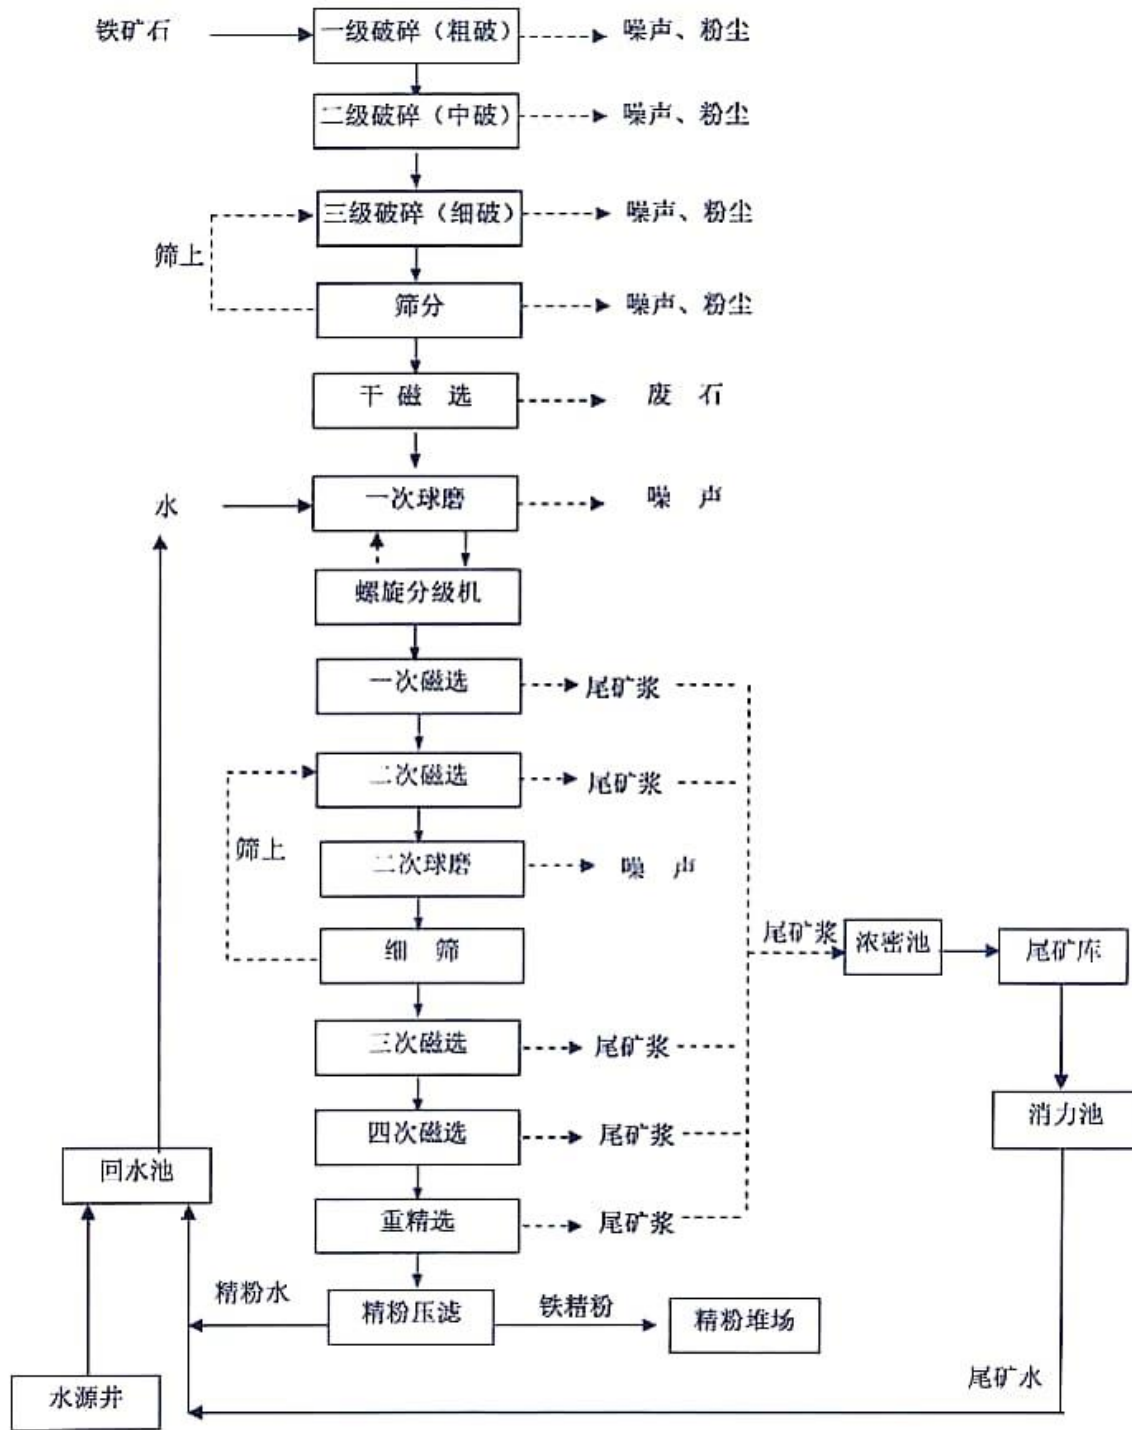 铁矿石
一级破碎（粗破）
噪声、粉尘
二级破碎（中破）
噪声、粉尘
三级破碎（细破）
噪声、粉尘
筛上
筛分
噪声、粉尘
干 磁 选
废 石
水
一次球磨
噪 声
螺旋分级机
一次磁选
尾矿浆
二次磁选
尾矿浆
筛上
二次球磨
噪 声
细 筛
尾矿浆
浓密池
尾矿库
三次磁选
尾矿浆
四次磁选
尾矿浆
消力池
回水池
重精选
尾矿浆
精粉水
精粉压滤
铁精粉
精粉堆场
水源井
尾矿水